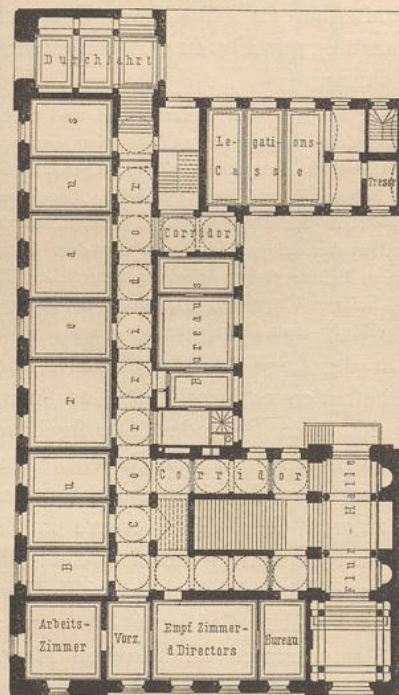 Durchfahrt
Legations-
Casse
Tresor
Bureaus
Corridor
Corridor
Bureaus
Corridor
Flur-Halle
Arbeits-
Zimmer
Vorz.
Empf. Zimmer-
d Directors
Bureau